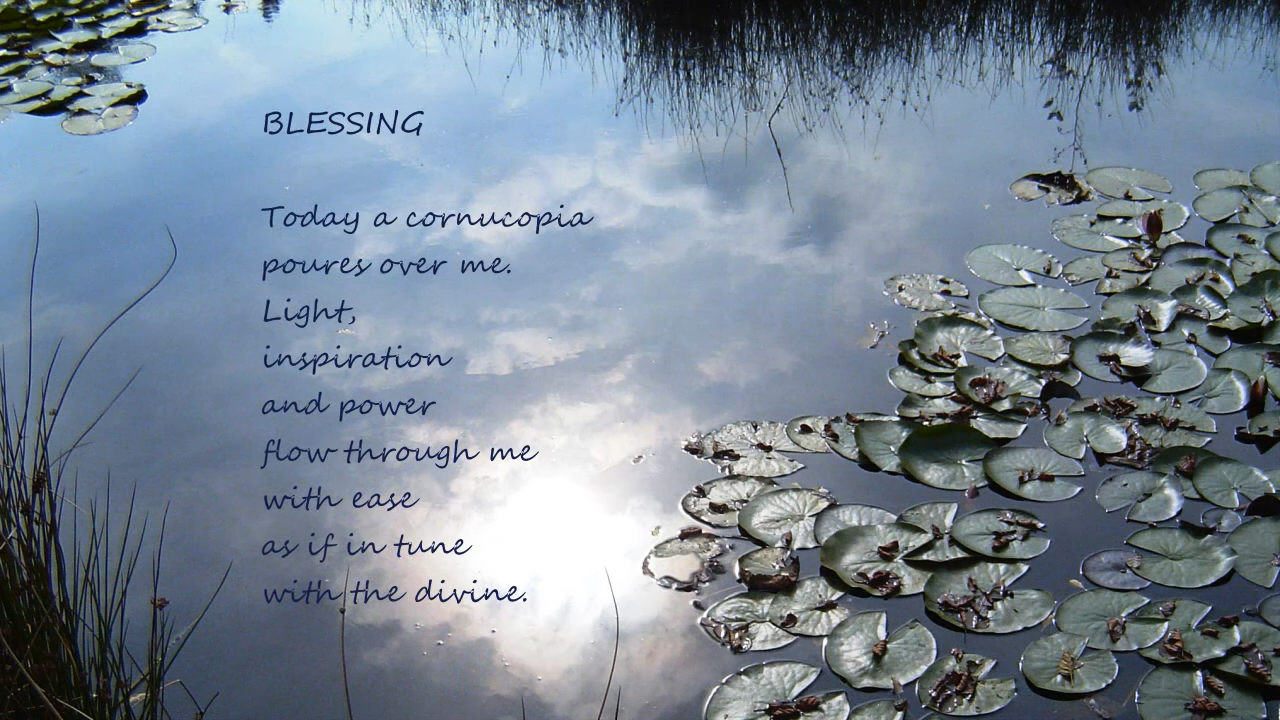 BLESSING
Today a cornucopia
poures over me.
Light,
inspiration
and power
flow through me
with ease
as if in tune
with the divine.